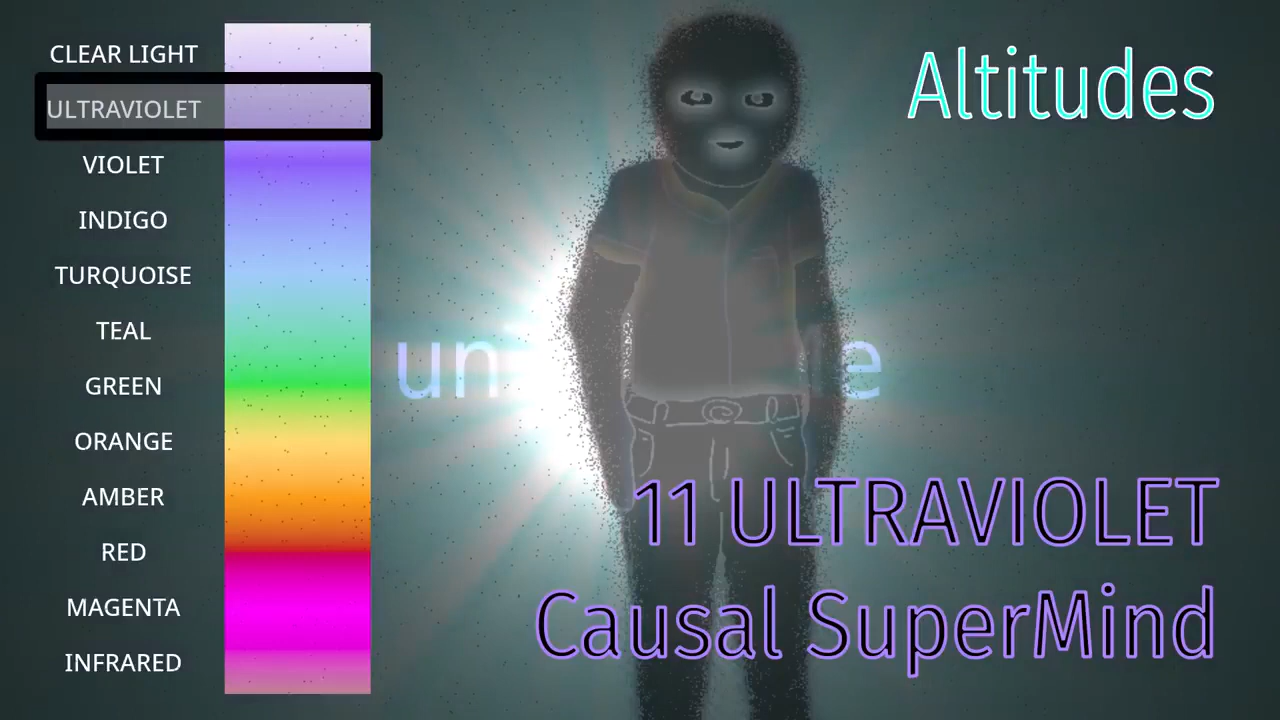 CLEAR LIGHT
ULTRAVIOLET
VIOLET
INDIGO
TURQUOISE
TEAL
GREEN
ORANGE
AMBER
RED
MAGENTA
INFRARED
Altitudes
11 ULTRAVIOLET
Causal SuperMind